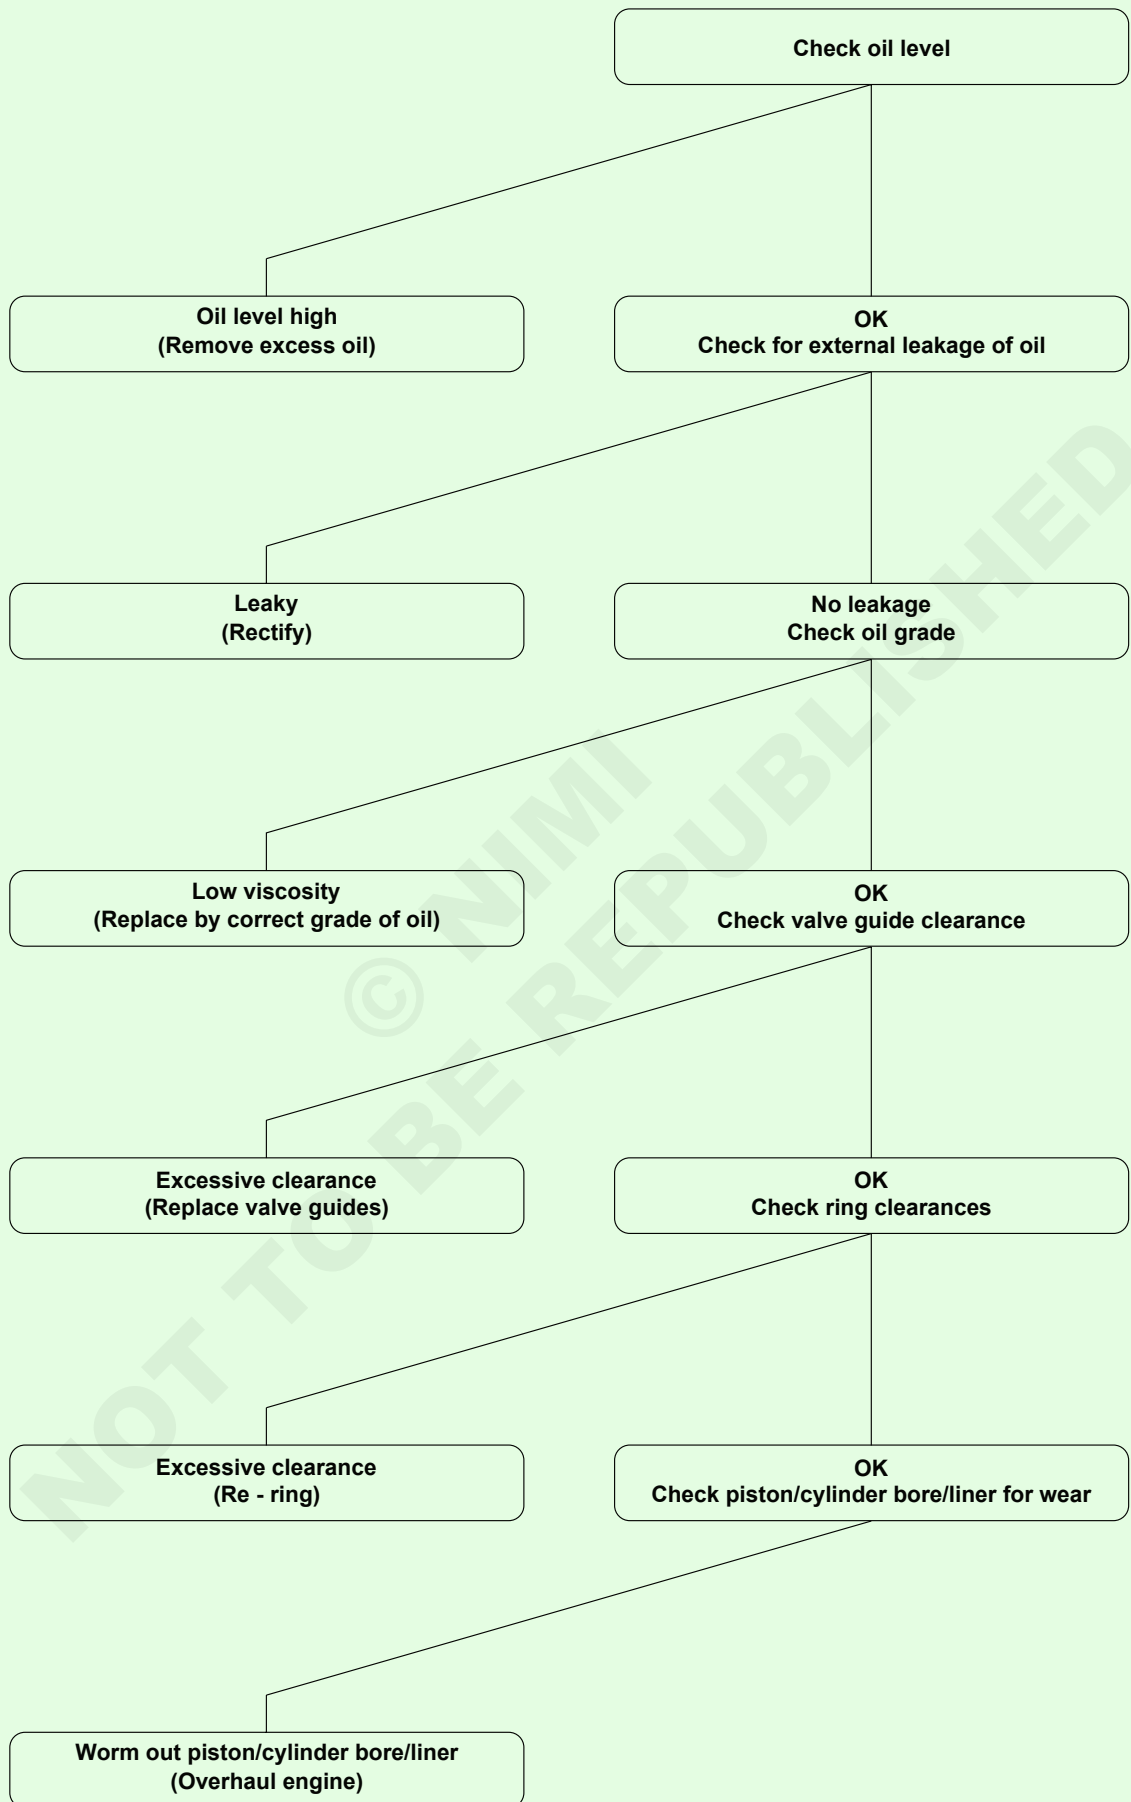 Check oil level
Oil level high
(Remove excess oil)
OK
Check for external leakage of oil
Leaky
(Rectify)
No leakage
Check oil grade
Low viscosity
(Replace by correct grade of oil)
OK
Check valve guide clearance
Excessive clearance
(Replace valve guides)
OK
Check ring clearances
Excessive clearance
(Re - ring)
OK
Check piston/cylinder bore/liner for wear
Worm out piston/cylinder bore/liner
(Overhaul engine)
© NIMI
NOT TO BE REPUBLISHED